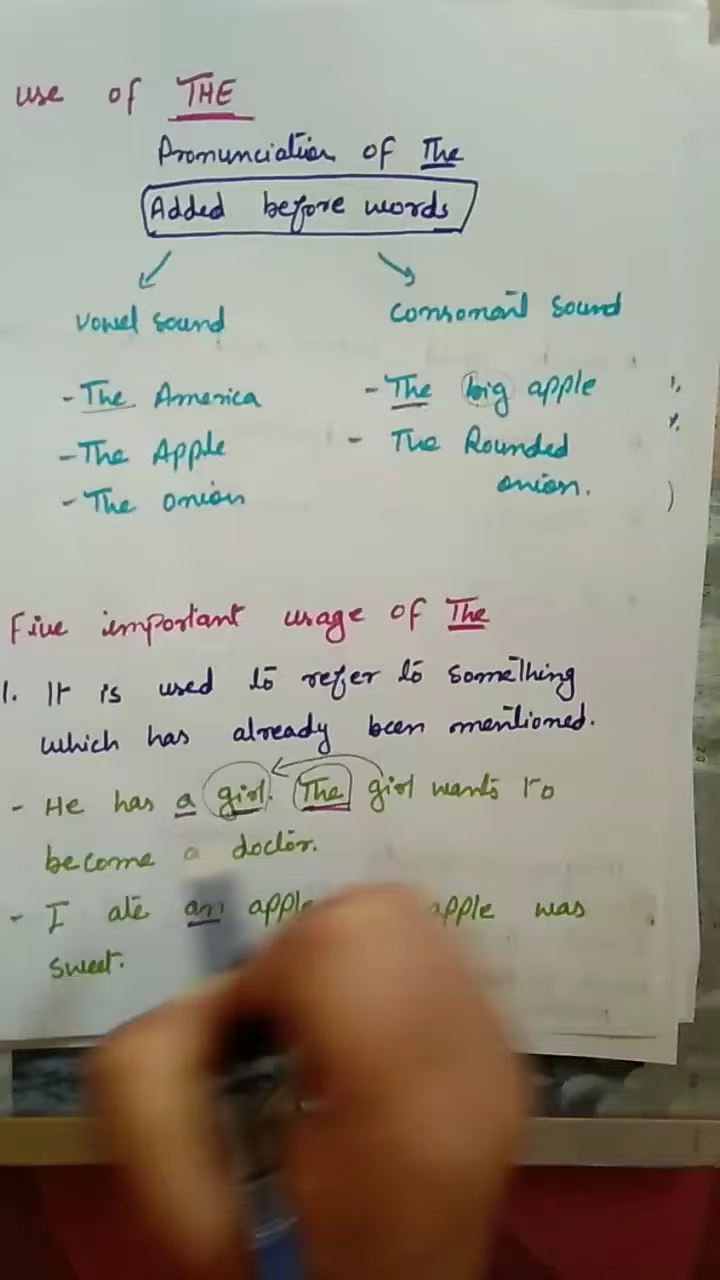 use of THE
Pronunciation of The
Added before words
Vowel Sound
Consonant Sound
- The America
- The Apple
- The onion
- The big apple
- The Rounded
onion.
Five important usage of The
1. It is used to refer to something
which has already been mentioned.
- He has a girl. The girl wants to
become a doctor.
- I ate an apple apple was
sweet.